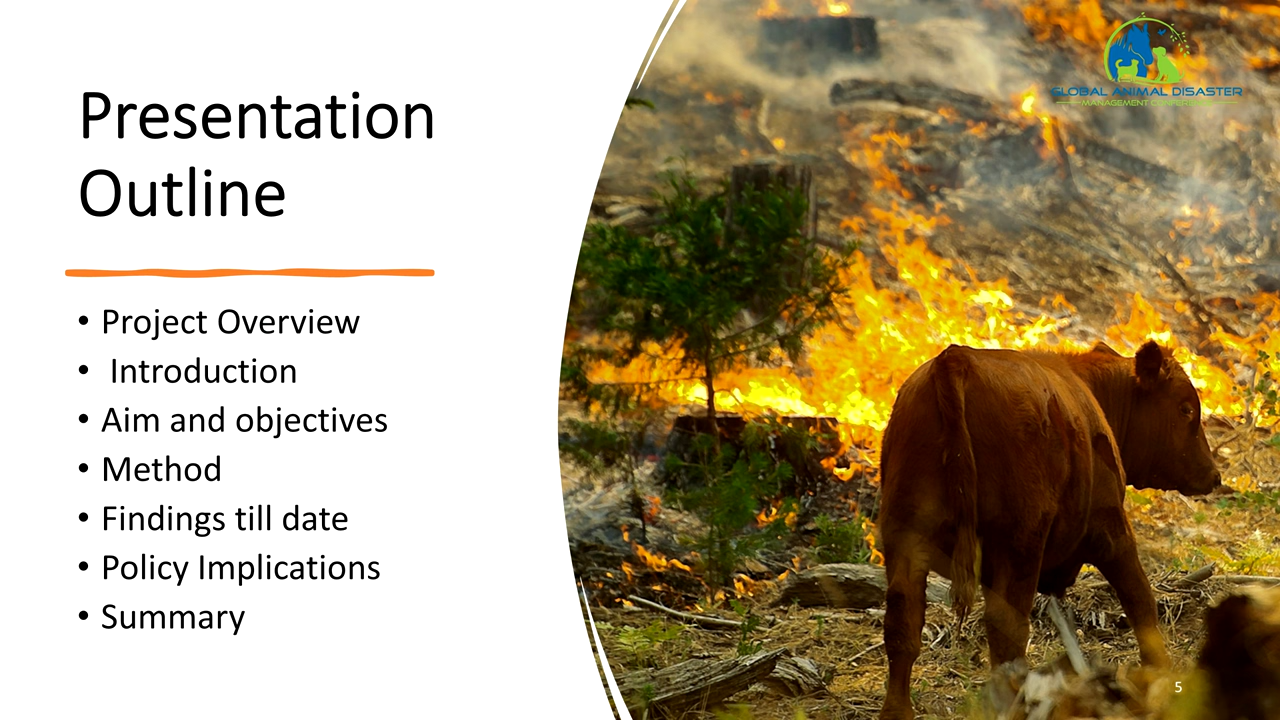 Presentation
Outline
• Project Overview
• Introduction
• Aim and objectives
• Method
• Findings till date
• Policy Implications
• Summary
GLOBAL ANIMAL DISASTER
MANAGEMENT CONFERENCE
5